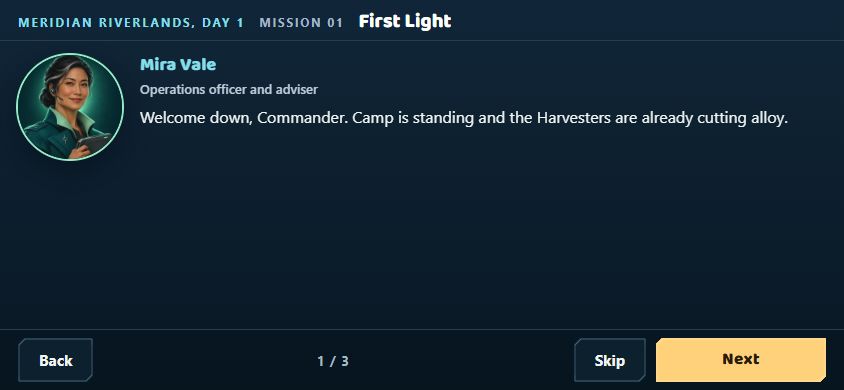 MERIDIAN RIVERLANDS, DAY 1 MISSION 01 First Light
Mira Vale
Operations officer and adviser
Welcome down, Commander. Camp is standing and the Harvesters are already cutting alloy.
Back 1 / 3 Skip Next